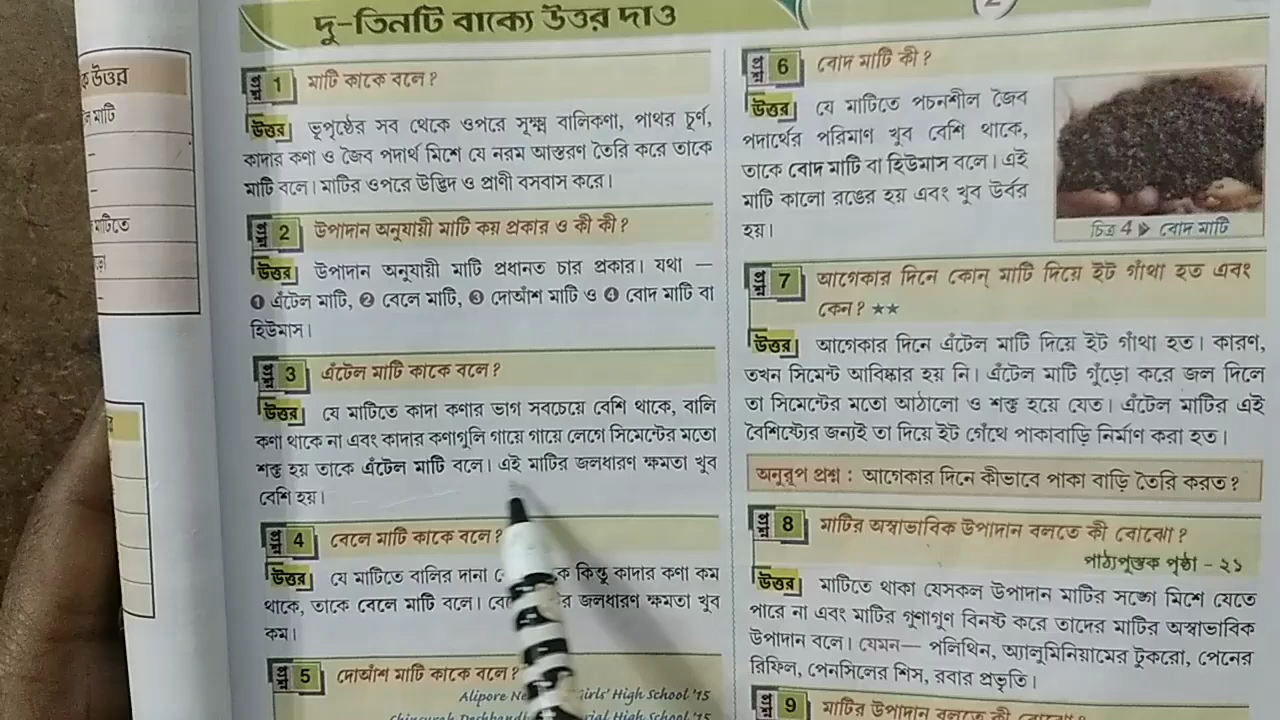 ক উত্তর
মাটি
মাটিতে
দু-তিনটি বাক্যে উত্তর দাও
2
প্রশ্ন 1 মাটি কাকে বলে?
উত্তর ভূপৃষ্ঠের সব থেকে ওপরে সূক্ষ্ম বালিকণা, পাথর চূর্ণ,
কাদার কণা ও জৈব পদার্থ মিশে যে নরম আস্তরণ তৈরি করে তাকে
মাটি বলে। মাটির ওপরে উদ্ভিদ ও প্রাণী বসবাস করে।
প্রশ্ন 2 উপাদান অনুযায়ী মাটি কয় প্রকার ও কী কী?
উত্তর উপাদান অনুযায়ী মাটি প্রধানত চার প্রকার। যথা —
❶ এঁটেল মাটি, ❷ বেলে মাটি, ❸ দোআঁশ মাটি ও ❹ বোদ মাটি বা
হিউমাস।
প্রশ্ন 3 এঁটেল মাটি কাকে বলে?
উত্তর যে মাটিতে কাদা কণার ভাগ সবচেয়ে বেশি থাকে, বালি
কণা থাকে না এবং কাদার কণাগুলি গায়ে গায়ে লেগে সিমেন্টের মতো
শক্ত হয় তাকে এঁটেল মাটি বলে। এই মাটির জলধারণ ক্ষমতা খুব
বেশি হয়।
প্রশ্ন 4 বেলে মাটি কাকে বলে?
উত্তর যে মাটিতে বালির দানা কিন্তু কাদার কণা কম
থাকে, তাকে বেলে মাটি বলে। জলধারণ ক্ষমতা খুব
কম।
প্রশ্ন 5 দোআঁশ মাটি কাকে বলে?
Alipore Girls' High School '15
High School '15
প্রশ্ন 6 বোদ মাটি কী?
উত্তর যে মাটিতে পচনশীল জৈব
পদার্থের পরিমাণ খুব বেশি থাকে,
তাকে বোদ মাটি বা হিউমাস বলে। এই
মাটি কালো রঙের হয় এবং খুব উর্বর
হয়।
চিত্র 4 ▶ বোদ মাটি
প্রশ্ন 7 আগেকার দিনে কোন্ মাটি দিয়ে ইট গাঁথা হত এবং
কেন? ★★
উত্তর আগেকার দিনে এঁটেল মাটি দিয়ে ইট গাঁথা হত। কারণ,
তখন সিমেন্ট আবিষ্কার হয় নি। এঁটেল মাটি গুঁড়ো করে জল দিলে
তা সিমেন্টের মতো আঠালো ও শক্ত হয়ে যেত। এঁটেল মাটির এই
বৈশিষ্ট্যের জন্যই তা দিয়ে ইট গেঁথে পাকাবাড়ি নির্মাণ করা হত।
অনুরূপ প্রশ্ন : আগেকার দিনে কীভাবে পাকা বাড়ি তৈরি করত?
প্রশ্ন 8 মাটির অস্বাভাবিক উপাদান বলতে কী বোঝো?
পাঠ্যপুস্তক পৃষ্ঠা - ২১
উত্তর মাটিতে থাকা যেসকল উপাদান মাটির সঙ্গে মিশে যেতে
পারে না এবং মাটির গুণাগুণ বিনষ্ট করে তাদের মাটির অস্বাভাবিক
উপাদান বলে। যেমন— পলিথিন, অ্যালুমিনিয়ামের টুকরো, পেনের
রিফিল, পেনসিলের শিস, রবার প্রভৃতি।
প্রশ্ন 9 মাটির উপাদান বলতে কী বোঝো?